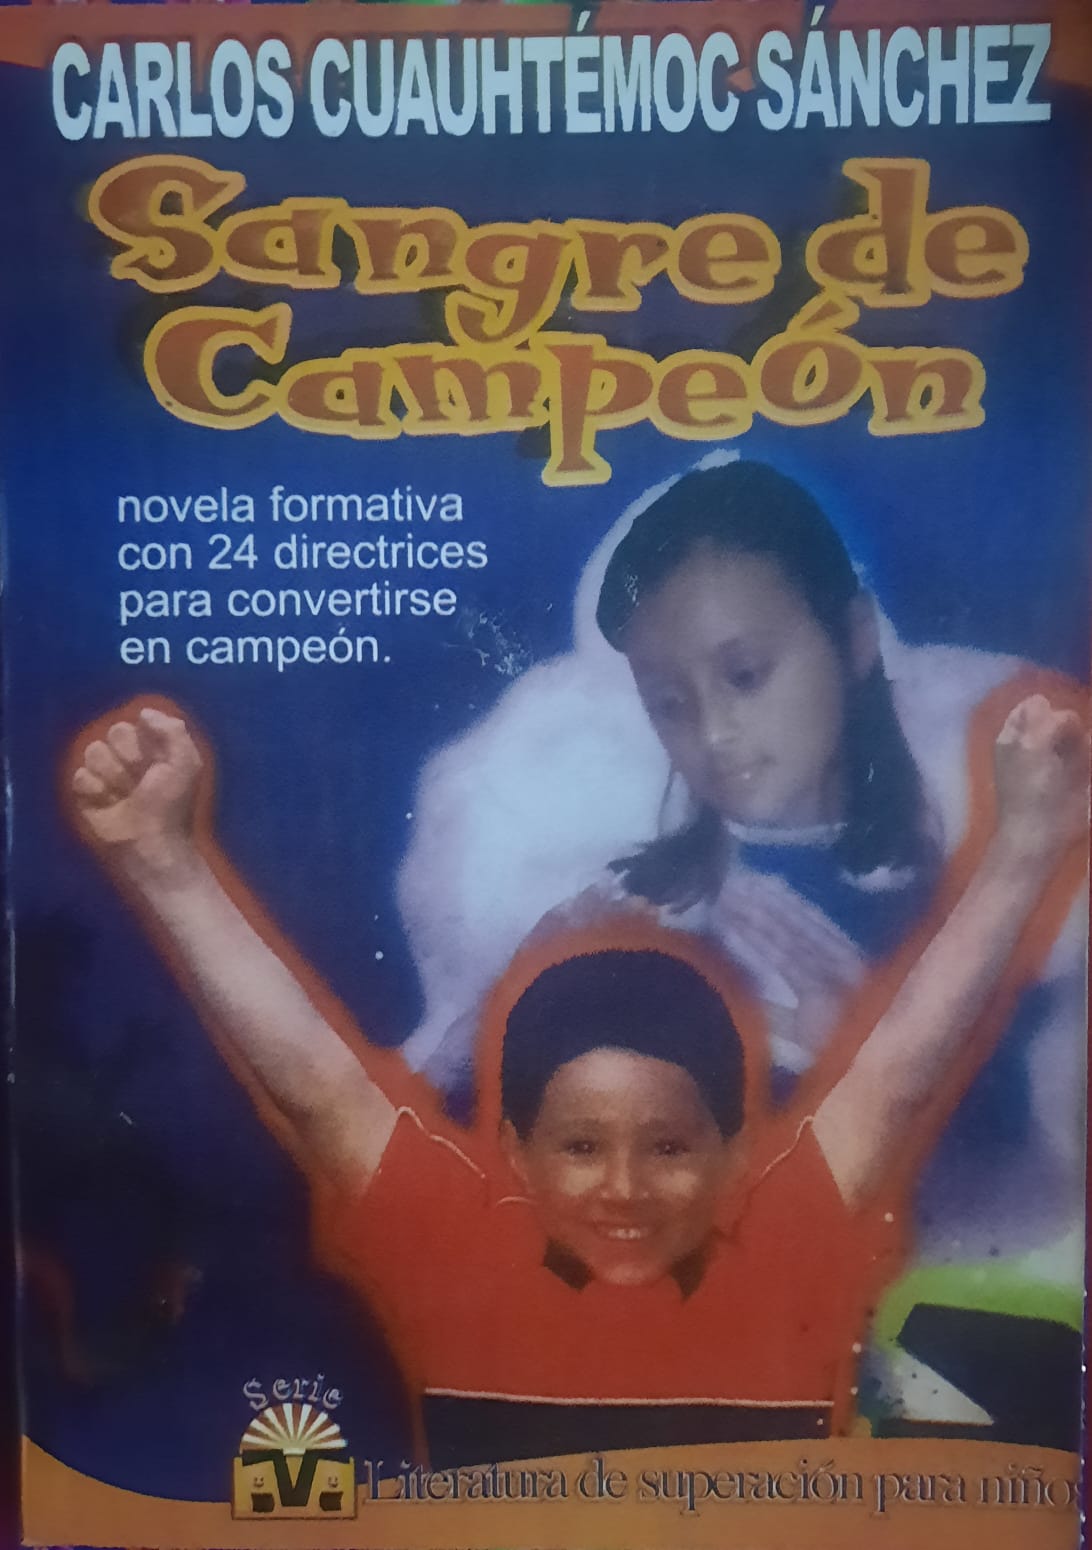 CARLOS CUAUHTÉMOC SÁNCHEZ
Sangre de
Campeón
novela formativa
con 24 directrices
para convertirse
en campeón.
Serie
Literatura de superación para niño